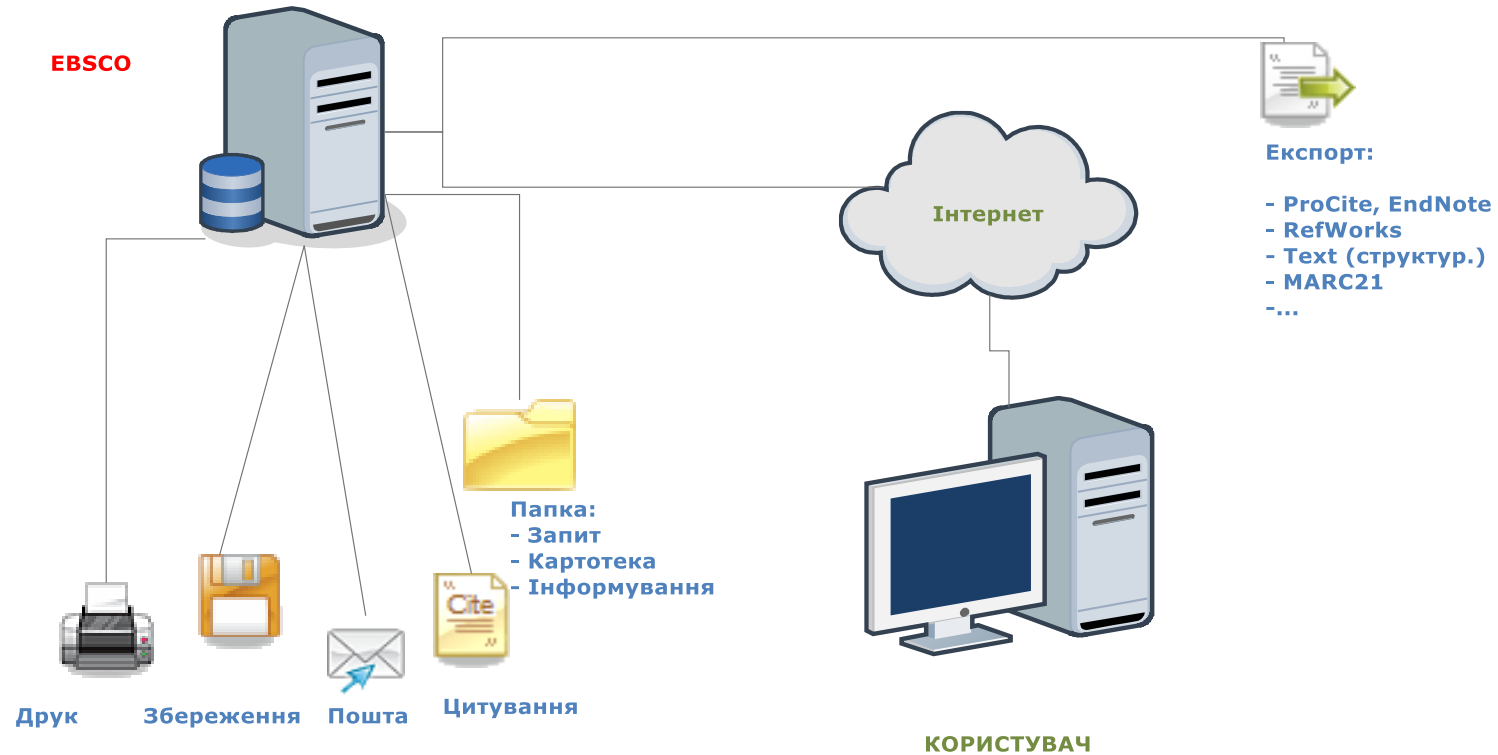 EBSCO
Експорт:
- ProCite, EndNote
- RefWorks
- Text (структур.)
- MARC21
-...
Інтернет
Папка:
- Запит
- Картотека
- Інформування
Cite
Друк
Збереження
Пошта
Цитування
КОРИСТУВАЧ